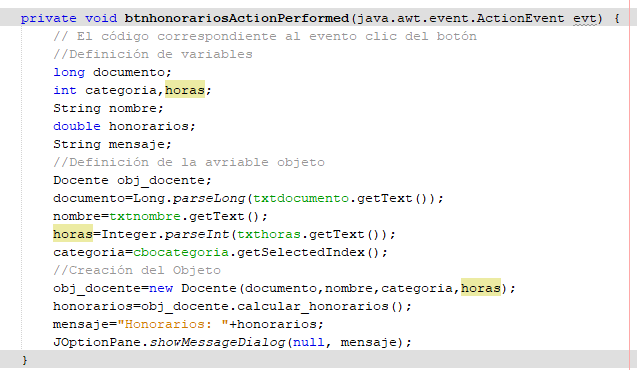 private void btnhonorariosActionPerformed(java.awt.event.ActionEvent evt) {
// El código correspondiente al evento clic del botón
//Definición de variables
long documento;
int categoria,horas;
String nombre;
double honorarios;
String mensaje;
//Definición de la avriable objeto
Docente obj_docente;
documento=Long.parseLong(txtdocumento.getText());
nombre=txtnombre.getText();
horas=Integer.parseInt(txthoras.getText());
categoria=cbocategoria.getSelectedIndex();
//Creación del Objeto
obj_docente=new Docente(documento,nombre,categoria,horas);
honorarios=obj_docente.calcular_honorarios();
mensaje="Honorarios: "+honorarios;
JOptionPane.showMessageDialog(null, mensaje);
}